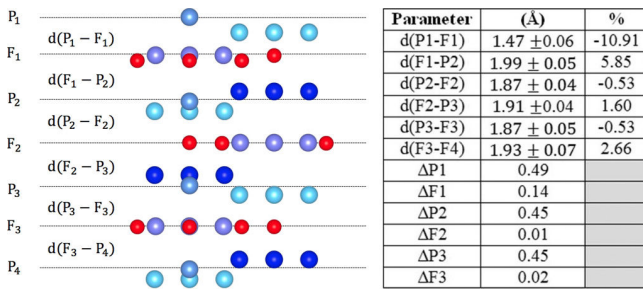 P₁
d(P₁ − F₁)
F₁
d(F₁ − P₂)
P₂
d(P₂ − F₂)
F₂
d(F₂ − P₃)
P₃
d(P₃ − F₃)
F₃
d(F₃ − P₄)
P₄
Parameter (Å) %
d(P1-F1) 1.47 ±0.06 -10.91
d(F1-P2) 1.99 ± 0.05 5.85
d(P2-F2) 1.87 ± 0.04 -0.53
d(F2-P3) 1.91 ±0.04 1.60
d(P3-F3) 1.87 ± 0.05 -0.53
d(F3-F4) 1.93 ± 0.07 2.66
ΔP1 0.49
ΔF1 0.14
ΔP2 0.45
ΔF2 0.01
ΔP3 0.45
ΔF3 0.02